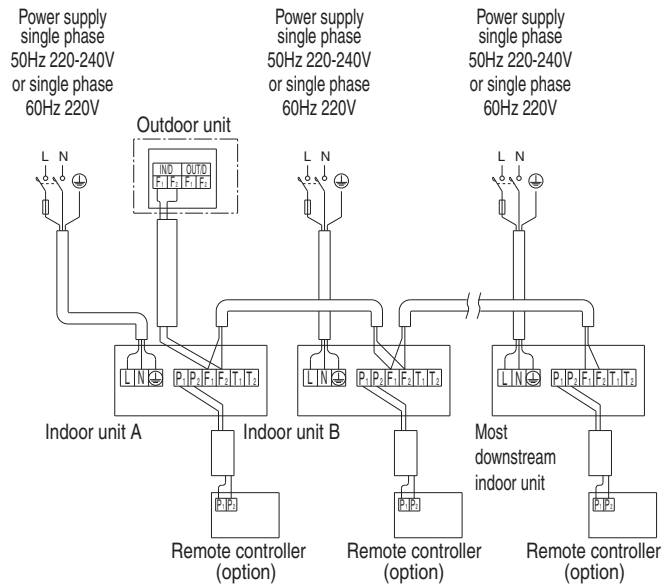 Power supply
single phase
50Hz 220-240V
or single phase
60Hz 220V
Power supply
single phase
50Hz 220-240V
or single phase
60Hz 220V
Power supply
single phase
50Hz 220-240V
or single phase
60Hz 220V
Outdoor unit
L N
IN/D OUT/D
F1 F2 F1 F2
L N
L N
L N
P1 P2 F1 F2 T1 T2
L N
P1 P2 F1 F2 T1 T2
L N
P1 P2 F1 F2 T1 T2
Indoor unit A
Indoor unit B
Most
downstream
indoor unit
P1 P2
P1 P2
P1 P2
Remote controller
(option)
Remote controller
(option)
Remote controller
(option)